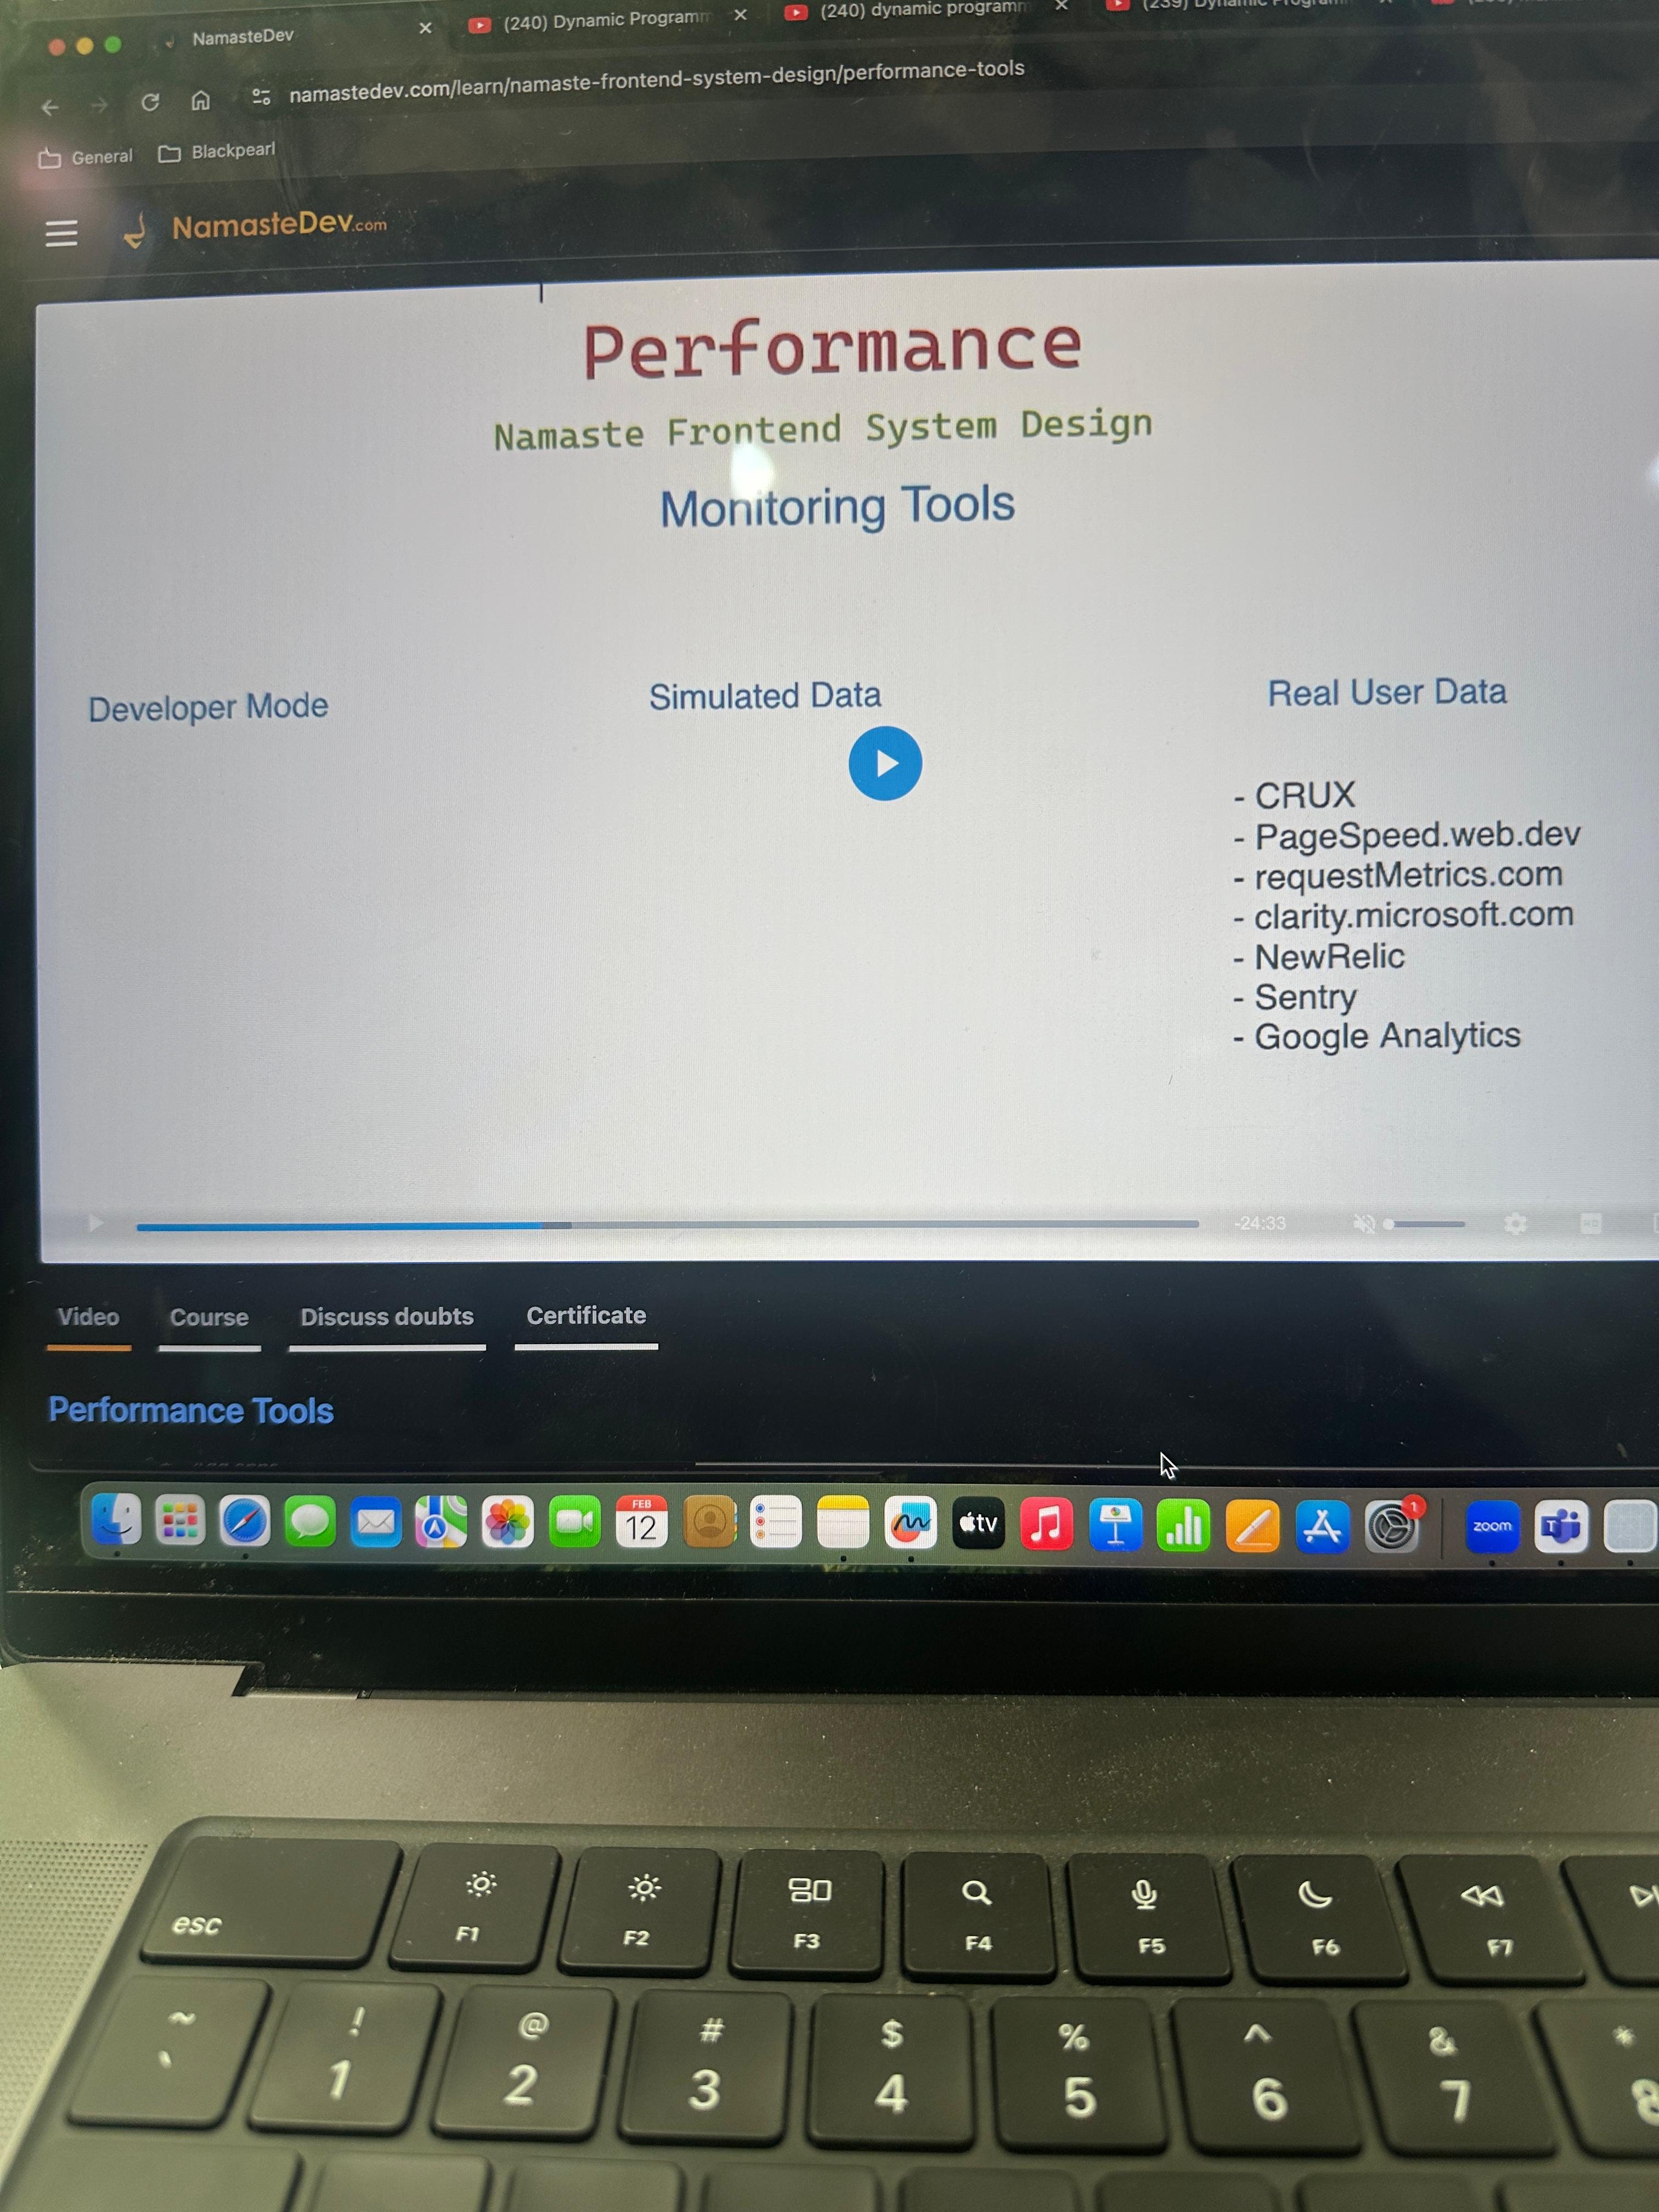 NamasteDev
(240) Dynamic Programm
(240) dynamic programm
namastedev.com/learn/namaste-frontend-system-design/performance-tools
General
Blackpearl
NamasteDev.com
Performance
Namaste Frontend System Design
Monitoring Tools
Developer Mode
Simulated Data
Real User Data
- CRUX
- PageSpeed.web.dev
- requestMetrics.com
- clarity.microsoft.com
- NewRelic
- Sentry
- Google Analytics
-24:33
Video
Course
Discuss doubts
Certificate
Performance Tools
FEB
12
tv
1
zoom
T
esc
F1
F2
F3
F4
F5
F6
F7
~
`
!
1
@
2
#
3
$
4
%
5
^
6
&
7
*
8